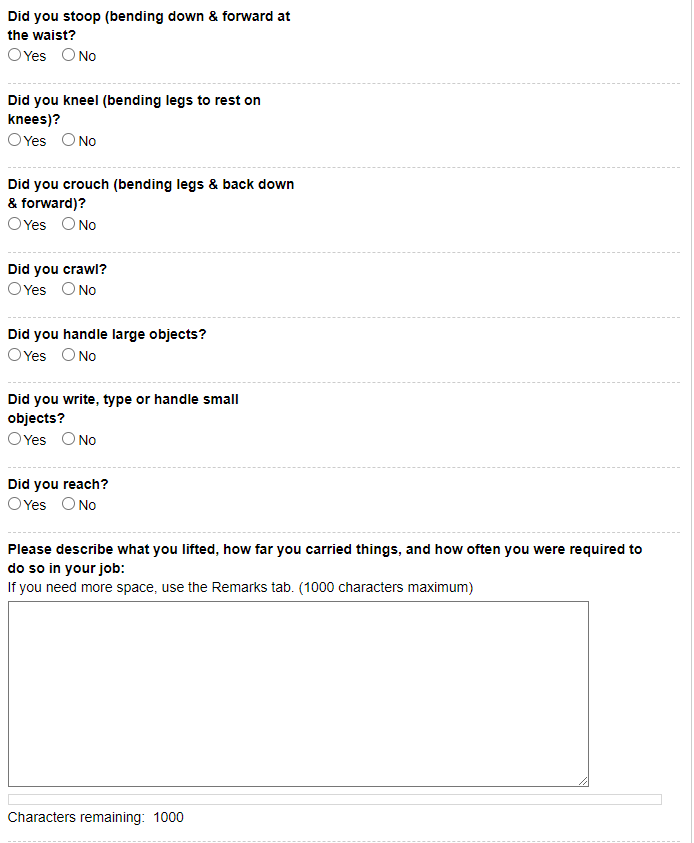 Did you stoop (bending down & forward at
the waist?
Yes No
Did you kneel (bending legs to rest on
knees)?
Yes No
Did you crouch (bending legs & back down
& forward)?
Yes No
Did you crawl?
Yes No
Did you handle large objects?
Yes No
Did you write, type or handle small
objects?
Yes No
Did you reach?
Yes No
Please describe what you lifted, how far you carried things, and how often you were required to
do so in your job:
If you need more space, use the Remarks tab. (1000 characters maximum)
Characters remaining: 1000